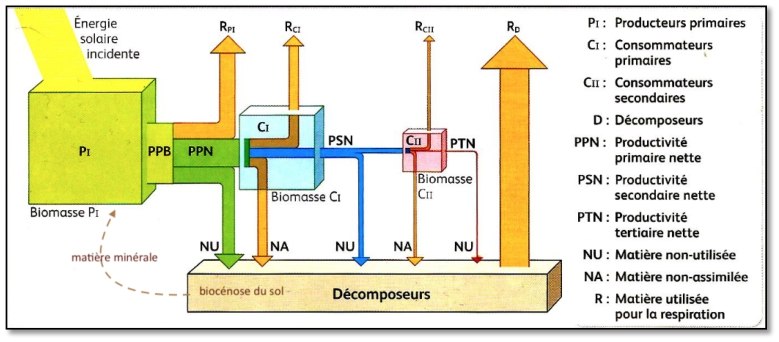 Énergie
solaire
incidente
RPI
RCI
RCII
RD
PI
PPB
PPN
CI
PSN
CII
PTN
Biomasse PI
Biomasse CI
Biomasse
CII
matière minérale
NU
NA
NU
NA
NU
biocénose du sol
Décomposeurs
PI : Producteurs primaires
CI : Consommateurs
primaires
CII : Consommateurs
secondaires
D : Décomposeurs
PPN : Productivité
primaire nette
PSN : Productivité
secondaire nette
PTN : Productivité
tertiaire nette
NU : Matière non-utilisée
NA : Matière non-assimilée
R : Matière utilisée
pour la respiration